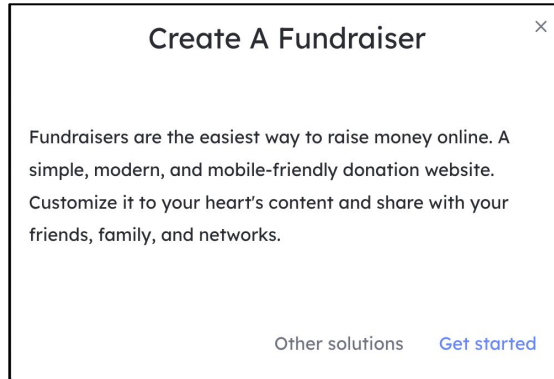 Create A Fundraiser
Fundraisers are the easiest way to raise money online. A
simple, modern, and mobile-friendly donation website.
Customize it to your heart's content and share with your
friends, family, and networks.
Other solutions Get started